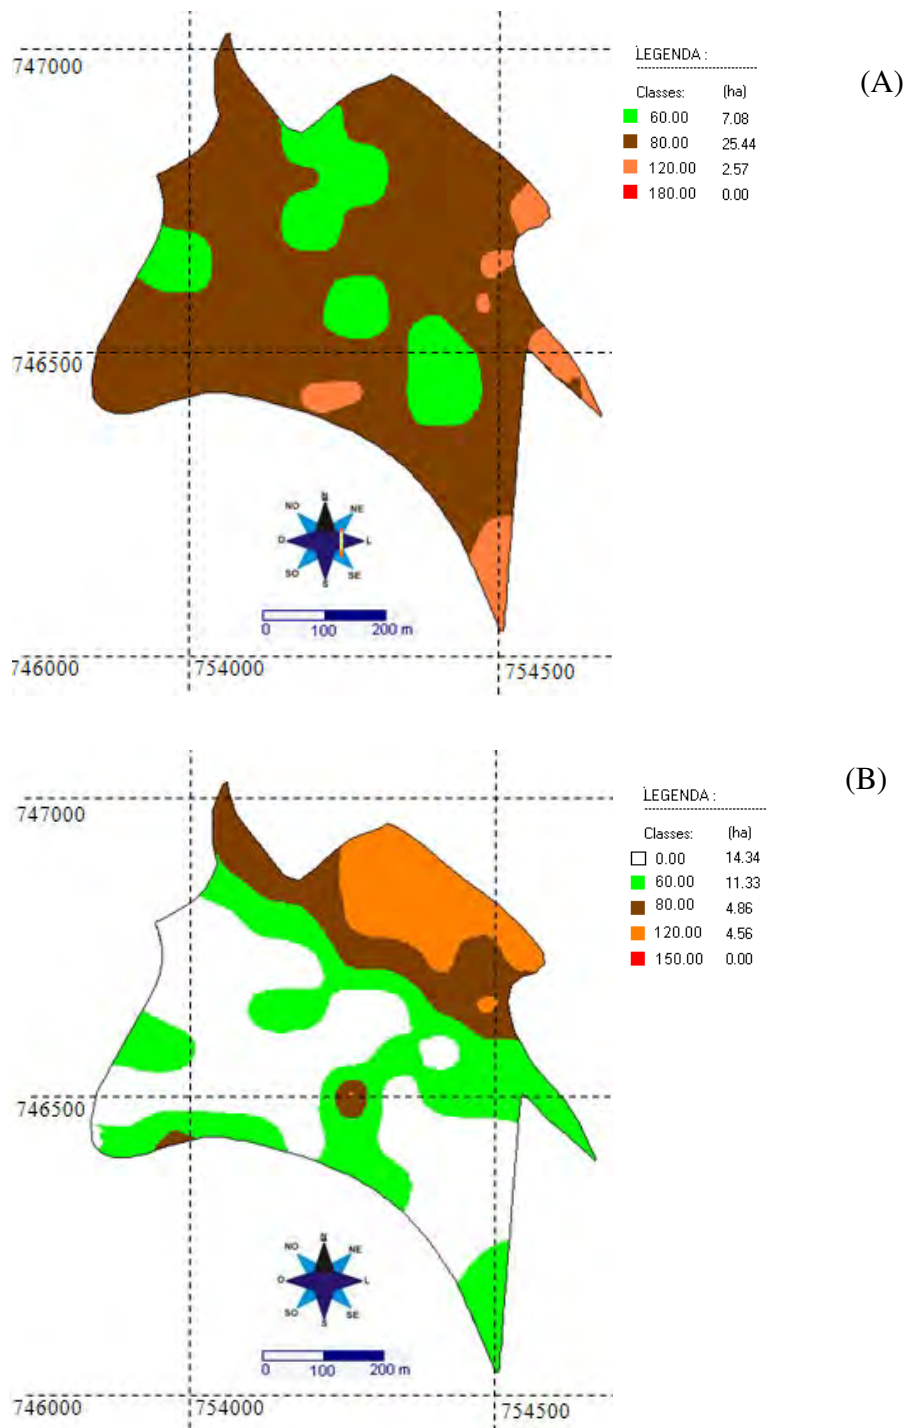 747000
LEGENDA :
(A)
Classes: (ha)
60.00 7.08
80.00 25.44
120.00 2.57
180.00 0.00
746500
N
NO NE
O L
SO SE
S
0 100 200 m
746000 754000 754500
747000
LEGENDA :
(B)
Classes: (ha)
0.00 14.34
60.00 11.33
80.00 4.86
120.00 4.56
150.00 0.00
746500
N
NO NE
O L
SO SE
S
0 100 200 m
746000 754000 754500